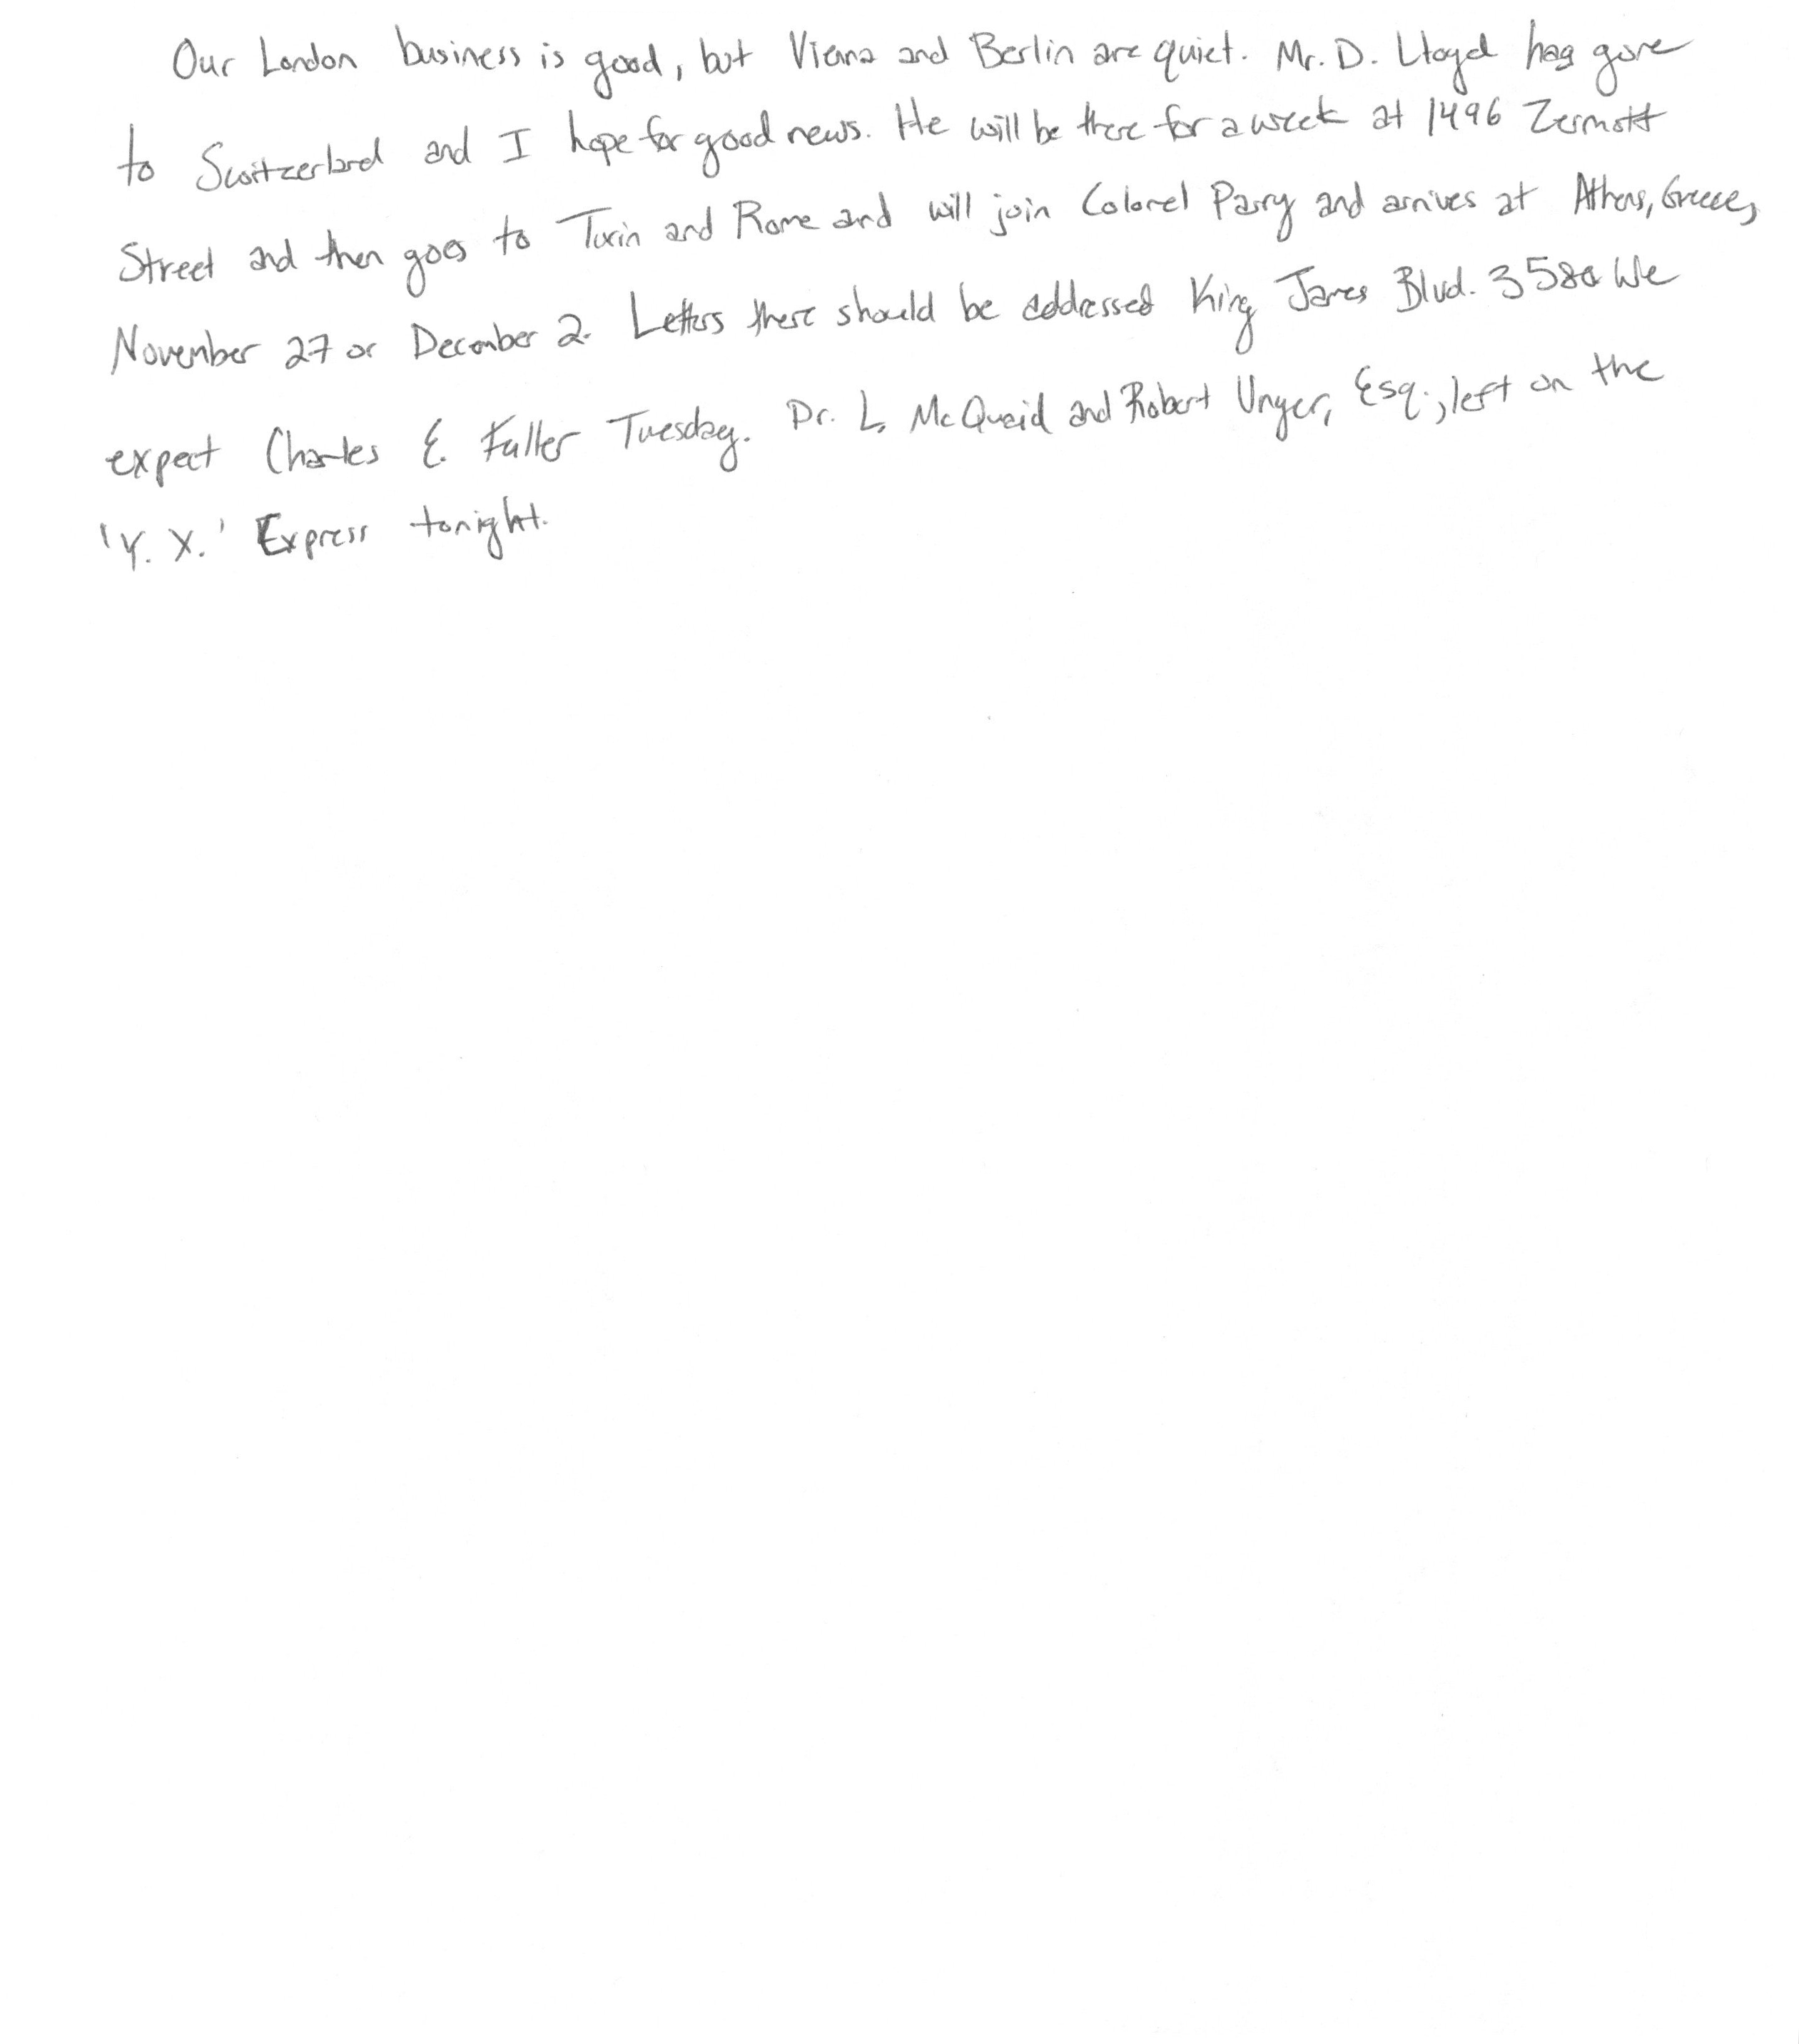 Our London business is good, but Vienna and Berlin are quiet. Mr. D. Lloyd has gone
to Switzerland and I hope for good news. He will be there for a week at 1496 Zermott
Street and then goes to Turin and Rome and will join Colonel Parry and arrives at Athens, Greece,
November 27 or December 2. Letters there should be addressed King James Blvd. 3580 We
expect Charles E. Fuller Tuesday. Dr. L. McQuaid and Robert Unger, Esq., left on the
'Y. X.' Express tonight.